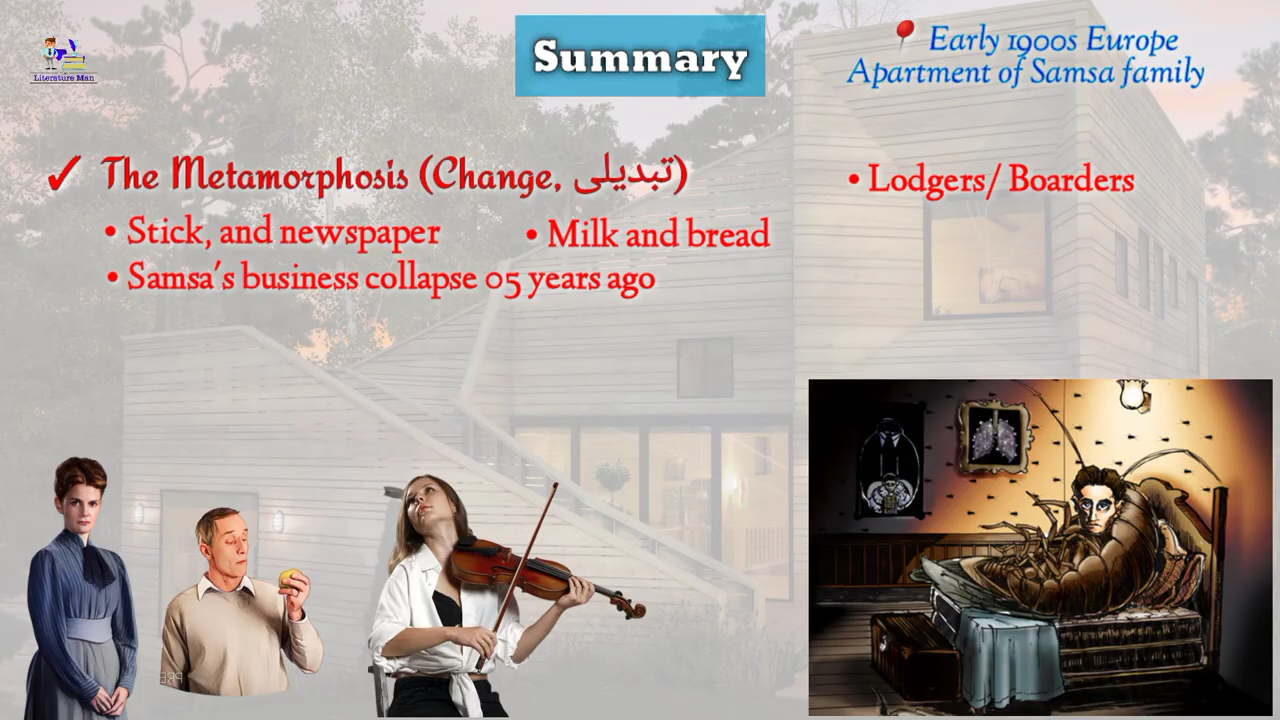 Literature Man
Summary
Early 1900s Europe
Apartment of Samsa family
✓ The Metamorphosis (Change, تبدیلی)
• Stick, and newspaper
• Milk and bread
• Samsa's business collapse 05 years ago
• Lodgers/ Boarders